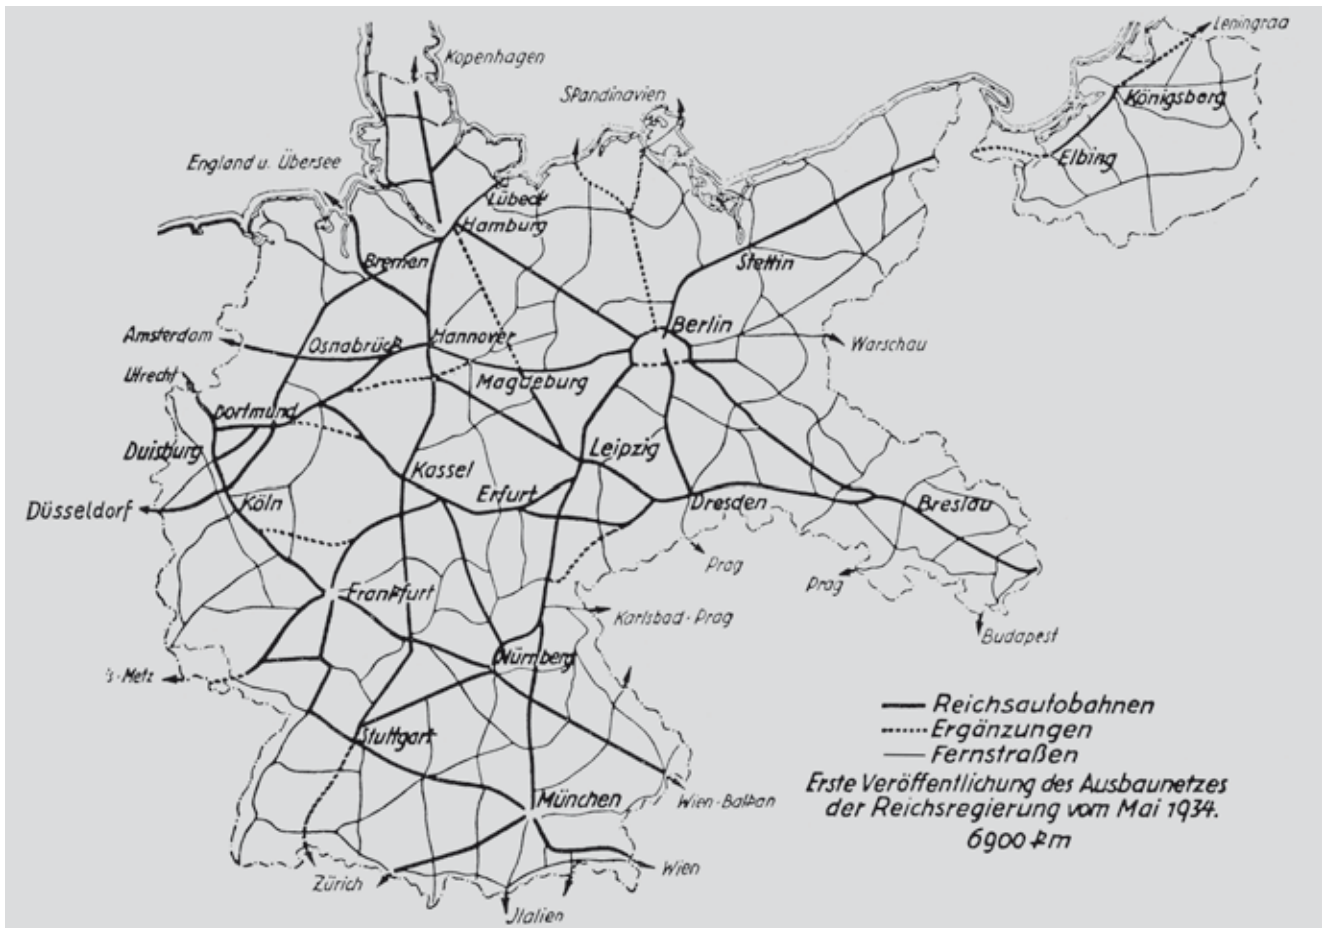 Leningrad
Kopenhagen
Königsberg
Skandinavien
Elbing
England u. Übersee
Lübeck
Hamburg
Bremen
Stettin
Berlin
Amsterdam
Osnabrück
Hannover
Warschau
Utrecht
Magdeburg
Dortmund
Duisburg
Leipzig
Kassel
Erfurt
Düsseldorf
Köln
Dresden
Breslau
Prag
Prag
Frankfurt
Karlsbad-Prag
Budapest
Nürnberg
s-Metz
Reichsautobahnen
Ergänzungen
Fernstraßen
Stuttgart
Erste Veröffentlichung des Ausbaunetzes
der Reichsregierung vom Mai 1934.
6900 km
München
Wien-Balkan
Wien
Zürich
Italien